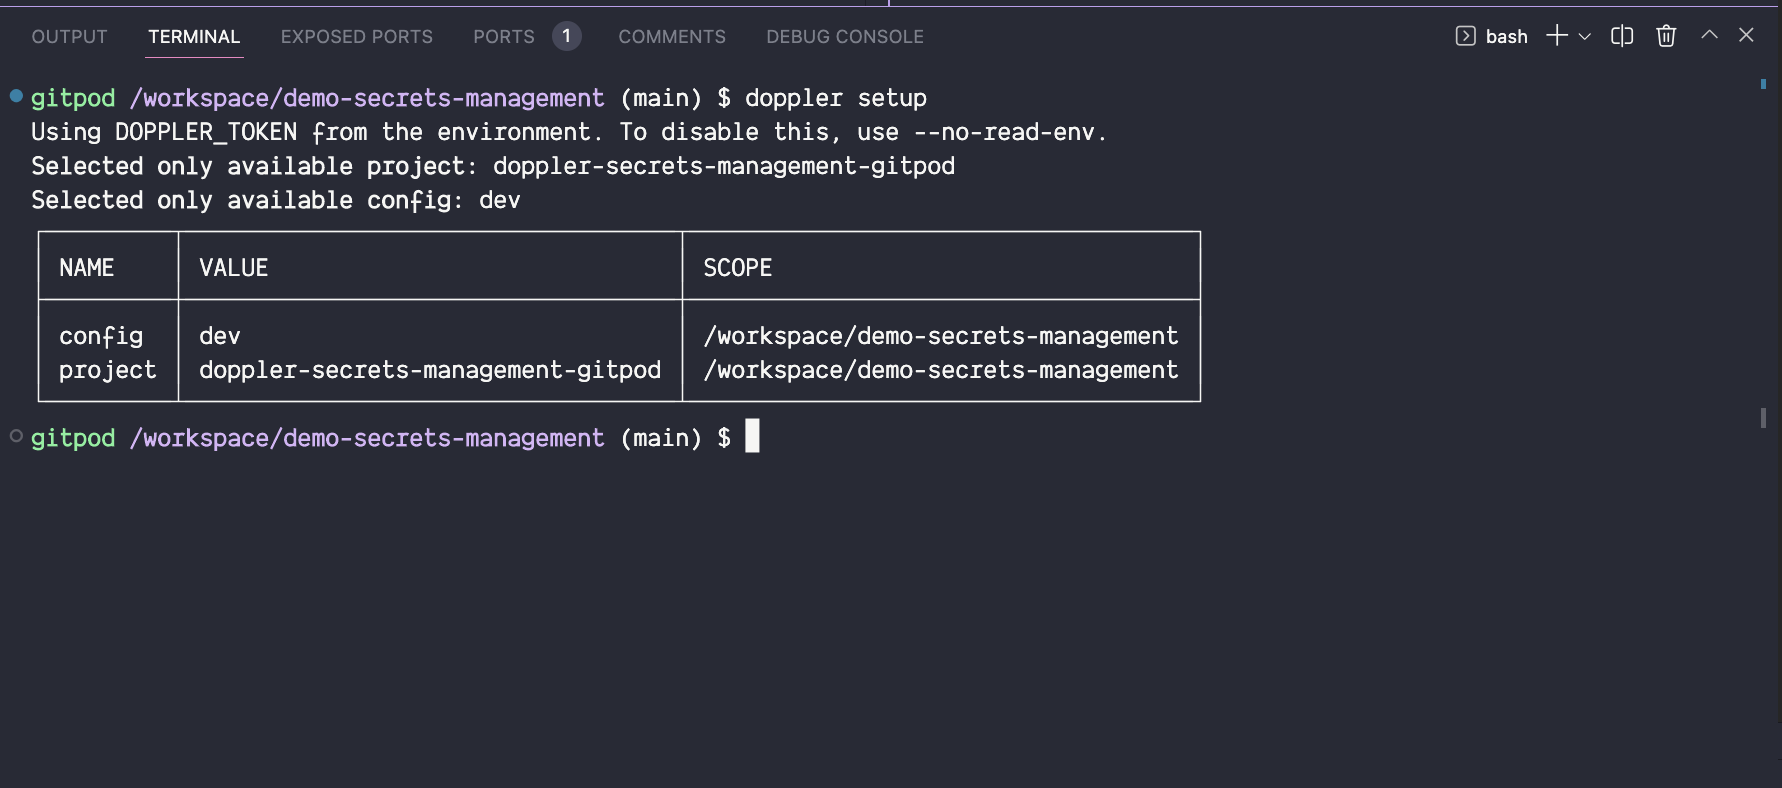 OUTPUT TERMINAL EXPOSED PORTS PORTS 1 COMMENTS DEBUG CONSOLE bash
gitpod /workspace/demo-secrets-management (main) $ doppler setup
Using DOPPLER_TOKEN from the environment. To disable this, use --no-read-env.
Selected only available project: doppler-secrets-management-gitpod
Selected only available config: dev
NAME VALUE SCOPE
config dev /workspace/demo-secrets-management
project doppler-secrets-management-gitpod /workspace/demo-secrets-management
gitpod /workspace/demo-secrets-management (main) $